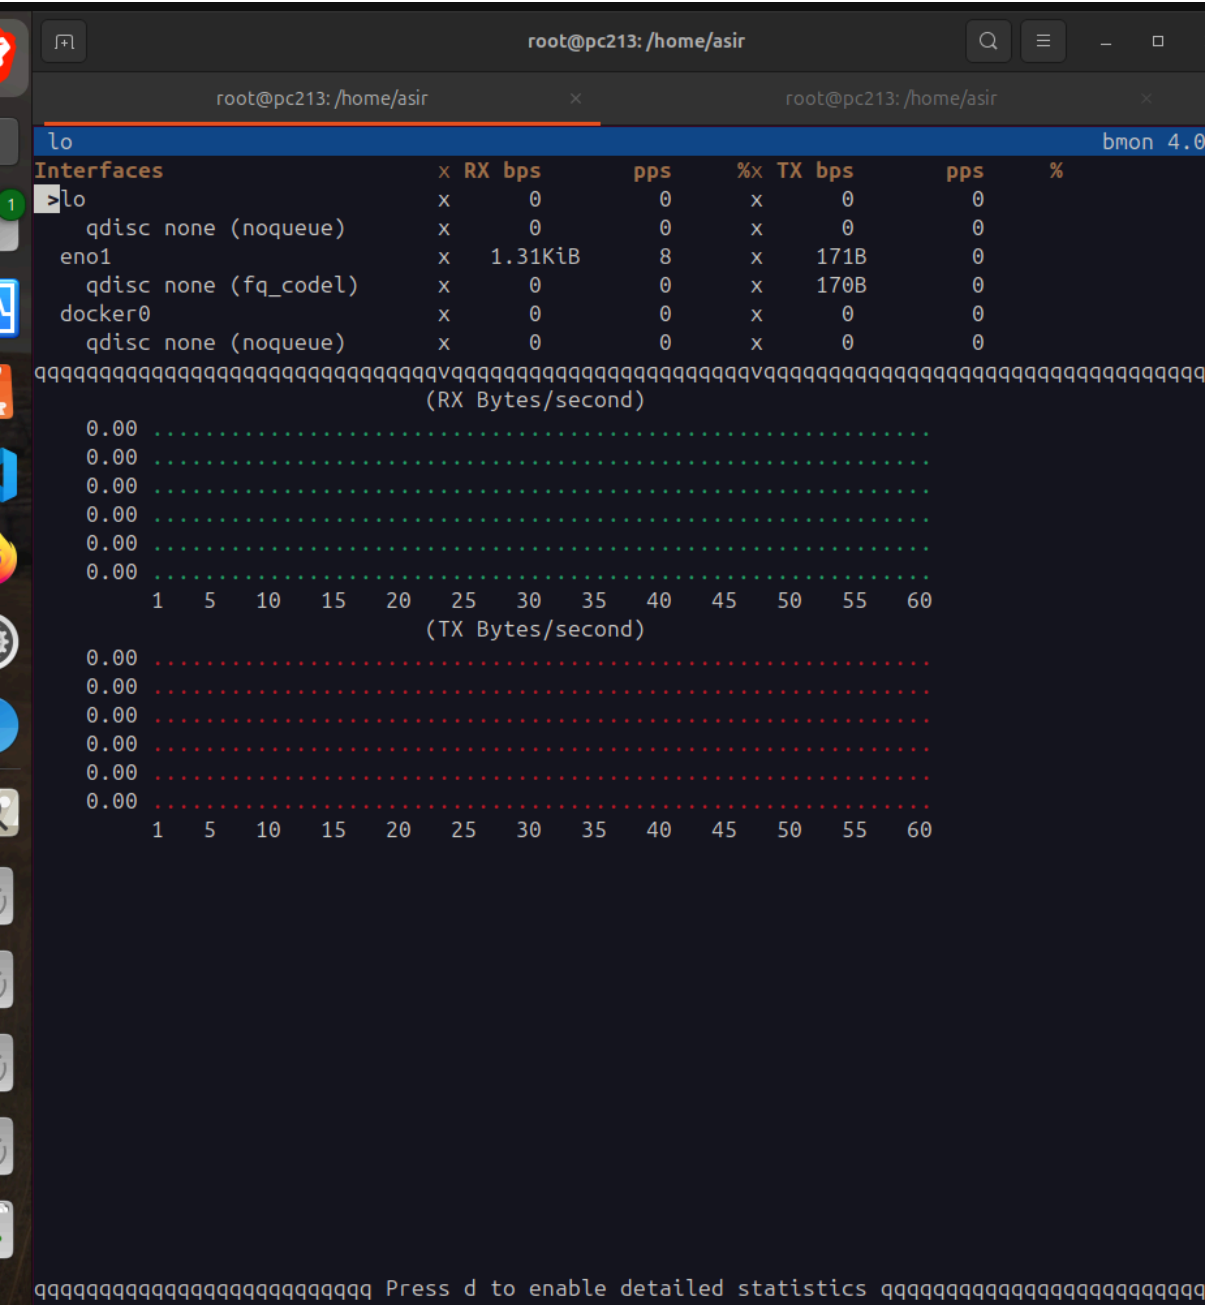 root@pc213: /home/asir
root@pc213: /home/asir × root@pc213: /home/asir ×
lo bmon 4.0
Interfaces x RX bps pps %x TX bps pps %
>lo x 0 0 x 0 0
qdisc none (noqueue) x 0 0 x 0 0
eno1 x 1.31KiB 8 x 171B 0
qdisc none (fq_codel) x 0 0 x 170B 0
docker0 x 0 0 x 0 0
qdisc none (noqueue) x 0 0 x 0 0
qqqqqqqqqqqqqqqqqqqqqqqqqqqqqqqvqqqqqqqqqqqqqqqqqqqqqqqvqqqqqqqqqqqqqqqqqqqqqqqqqqqqqqqqqq
(RX Bytes/second)
0.00 ............................................................
0.00 ............................................................
0.00 ............................................................
0.00 ............................................................
0.00 ............................................................
0.00 ............................................................
1 5 10 15 20 25 30 35 40 45 50 55 60
(TX Bytes/second)
0.00 ............................................................
0.00 ............................................................
0.00 ............................................................
0.00 ............................................................
0.00 ............................................................
0.00 ............................................................
1 5 10 15 20 25 30 35 40 45 50 55 60
qqqqqqqqqqqqqqqqqqqqqqqqqq Press d to enable detailed statistics qqqqqqqqqqqqqqqqqqqqqqqqq
1